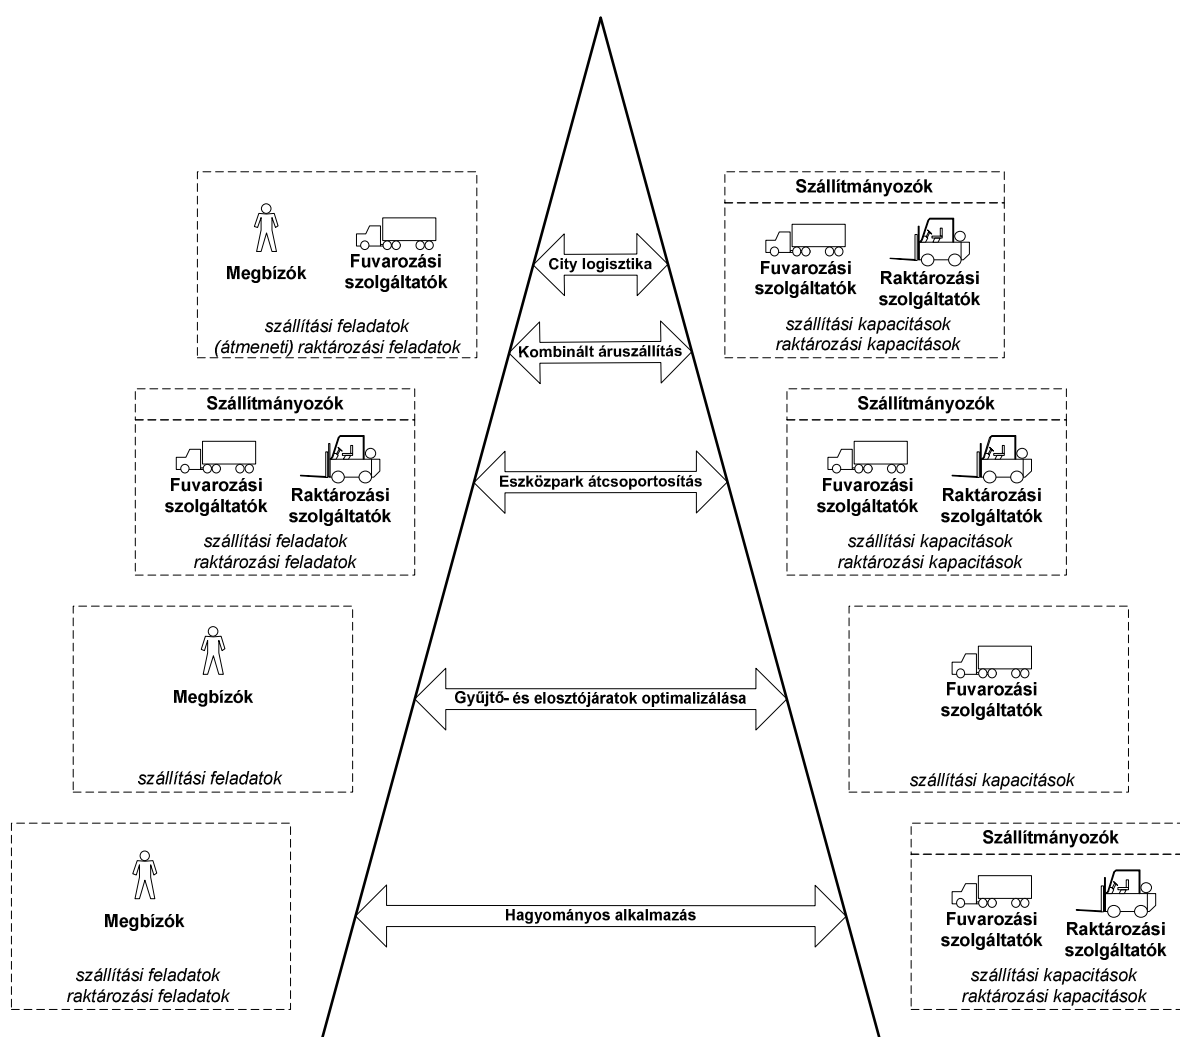 Megbízók
Fuvarozási
szolgáltatók
szállítási feladatok
(átmeneti) raktározási feladatok
City logisztika
Kombinált áruszállítás
Szállítmányozók
Fuvarozási
szolgáltatók
Raktározási
szolgáltatók
szállítási kapacitások
raktározási kapacitások
Szállítmányozók
Fuvarozási
szolgáltatók
Raktározási
szolgáltatók
szállítási feladatok
raktározási feladatok
Eszközpark átcsoportosítás
Szállítmányozók
Fuvarozási
szolgáltatók
Raktározási
szolgáltatók
szállítási kapacitások
raktározási kapacitások
Megbízók
szállítási feladatok
Gyűjtő- és elosztójáratok optimalizálása
Fuvarozási
szolgáltatók
szállítási kapacitások
Megbízók
szállítási feladatok
raktározási feladatok
Hagyományos alkalmazás
Szállítmányozók
Fuvarozási
szolgáltatók
Raktározási
szolgáltatók
szállítási kapacitások
raktározási kapacitások